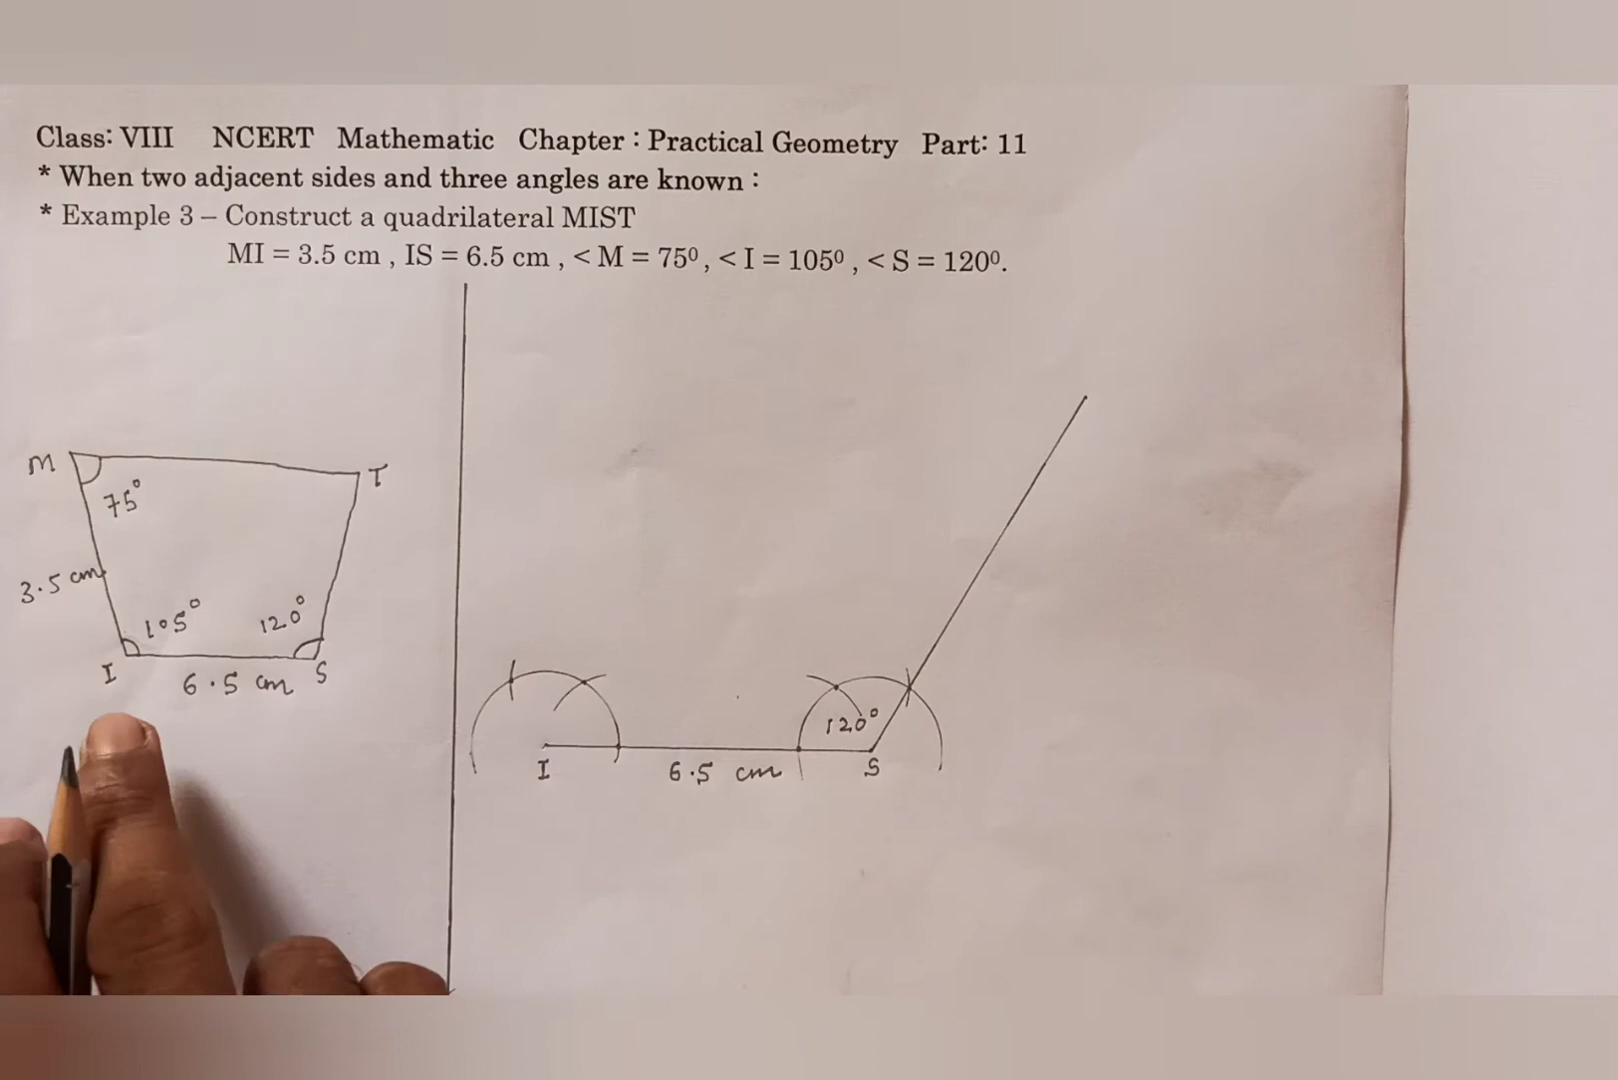 Class: VIII NCERT Mathematic Chapter : Practical Geometry Part: 11
* When two adjacent sides and three angles are known :
* Example 3 – Construct a quadrilateral MIST
MI = 3.5 cm , IS = 6.5 cm , < M = 75⁰ , < I = 105⁰ , < S = 120⁰.
M
T
75°
3.5 cm
105°
120°
I
6.5 cm
S
120°
I
6.5 cm
S